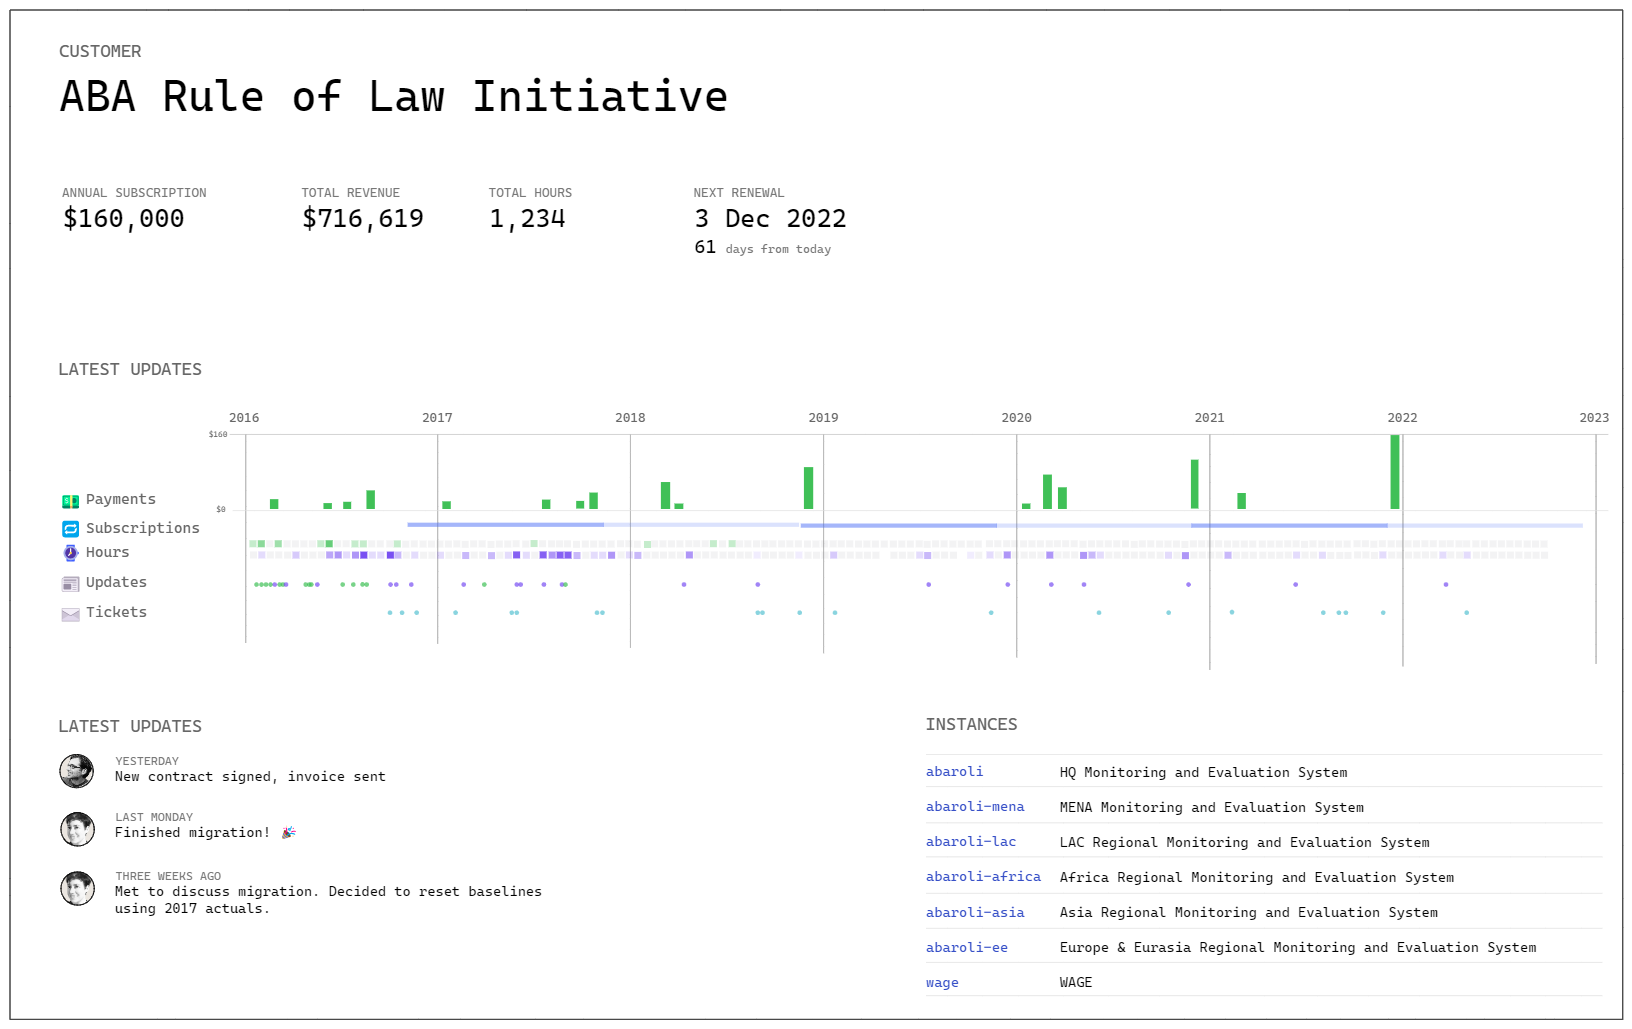 CUSTOMER
ABA Rule of Law Initiative
ANNUAL SUBSCRIPTION
$160,000
TOTAL REVENUE
$716,619
TOTAL HOURS
1,234
NEXT RENEWAL
3 Dec 2022
61 days from today
LATEST UPDATES
2016 2017 2018 2019 2020 2021 2022 2023
$160
Payments
$0
Subscriptions
Hours
Updates
Tickets
LATEST UPDATES
YESTERDAY
New contract signed, invoice sent
LAST MONDAY
Finished migration! 🎉
THREE WEEKS AGO
Met to discuss migration. Decided to reset baselines
using 2017 actuals.
INSTANCES
abaroli HQ Monitoring and Evaluation System
abaroli-mena MENA Monitoring and Evaluation System
abaroli-lac LAC Regional Monitoring and Evaluation System
abaroli-africa Africa Regional Monitoring and Evaluation System
abaroli-asia Asia Regional Monitoring and Evaluation System
abaroli-ee Europe & Eurasia Regional Monitoring and Evaluation System
wage WAGE